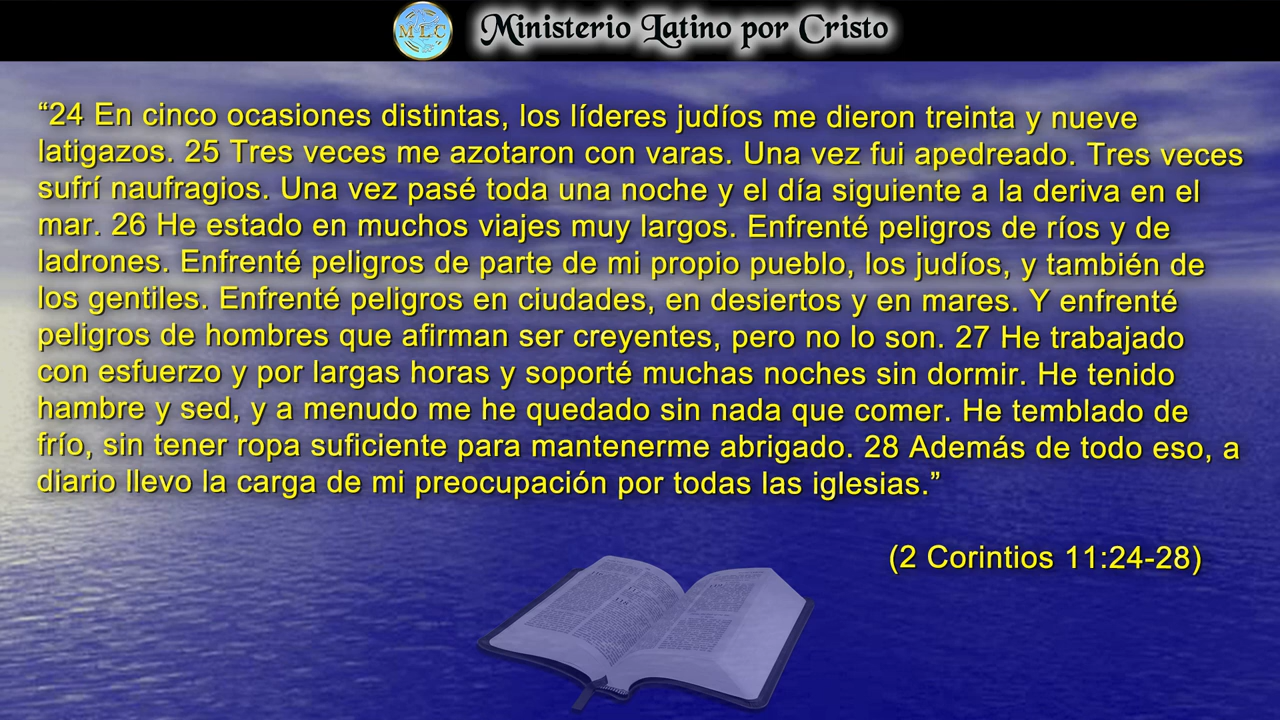 MLC
Ministerio Latino por Cristo
“24 En cinco ocasiones distintas, los líderes judíos me dieron treinta y nueve
latigazos. 25 Tres veces me azotaron con varas. Una vez fui apedreado. Tres veces
sufrí naufragios. Una vez pasé toda una noche y el día siguiente a la deriva en el
mar. 26 He estado en muchos viajes muy largos. Enfrenté peligros de ríos y de
ladrones. Enfrenté peligros de parte de mi propio pueblo, los judíos, y también de
los gentiles. Enfrenté peligros en ciudades, en desiertos y en mares. Y enfrenté
peligros de hombres que afirman ser creyentes, pero no lo son. 27 He trabajado
con esfuerzo y por largas horas y soporté muchas noches sin dormir. He tenido
hambre y sed, y a menudo me he quedado sin nada que comer. He temblado de
frío, sin tener ropa suficiente para mantenerme abrigado. 28 Además de todo eso, a
diario llevo la carga de mi preocupación por todas las iglesias.”
(2 Corintios 11:24-28)